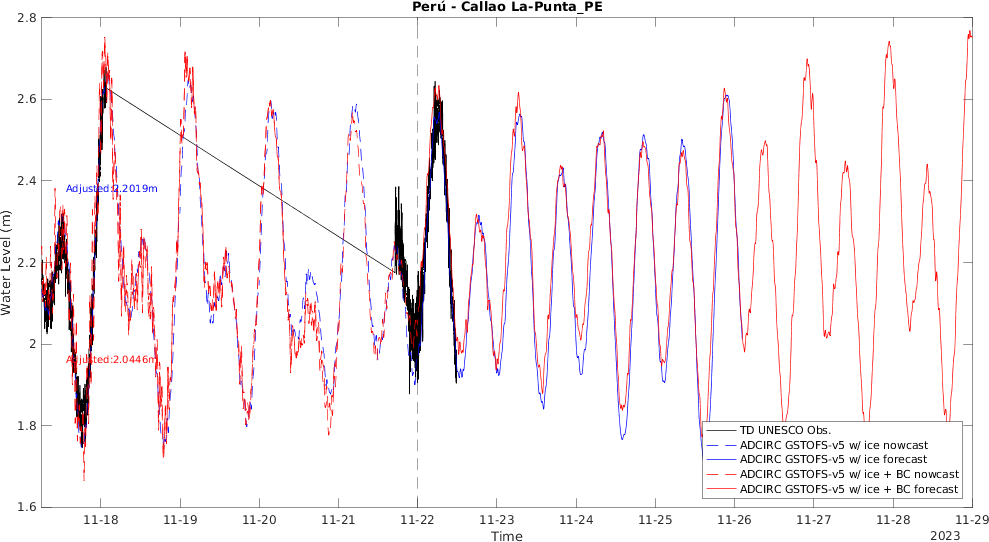 Perú - Callao La-Punta_PE
2.8
2.6
2.4
2.2
2
1.8
1.6
Water Level (m)
Adjusted:2.2019m
Adjusted:2.0446m
TD UNESCO Obs.
ADCIRC GSTOFS-v5 w/ ice nowcast
ADCIRC GSTOFS-v5 w/ ice forecast
ADCIRC GSTOFS-v5 w/ ice + BC nowcast
ADCIRC GSTOFS-v5 w/ ice + BC forecast
11-18 11-19 11-20 11-21 11-22 11-23 11-24 11-25 11-26 11-27 11-28 11-29
Time
2023